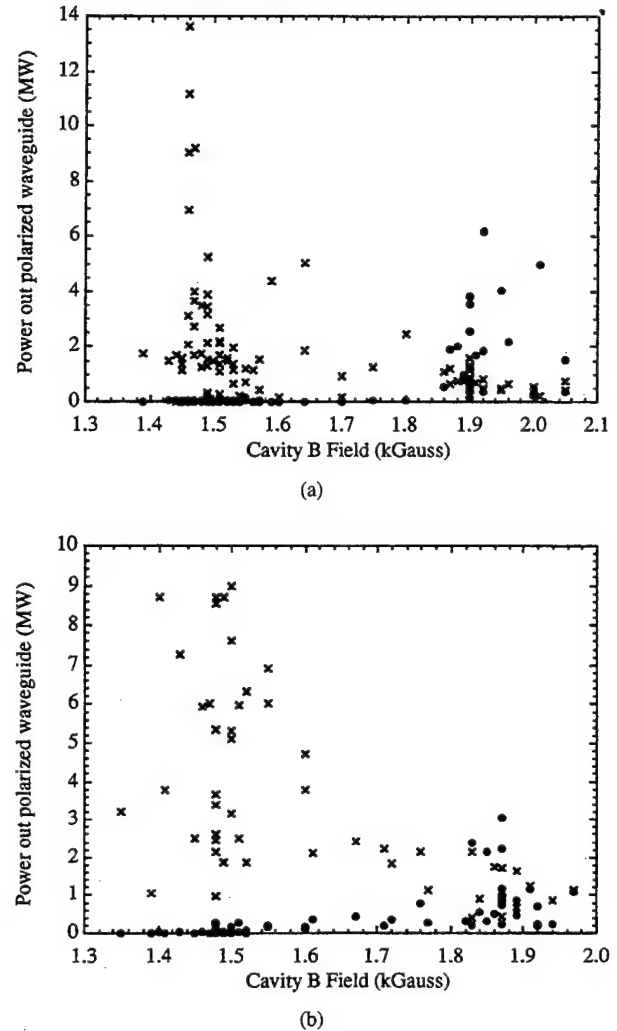 14
12
10
8
6
4
2
0
Power out polarized waveguide (MW)
1.3 1.4 1.5 1.6 1.7 1.8 1.9 2.0 2.1
Cavity B Field (kGauss)
(a)
10
9
8
7
6
5
4
3
2
1
0
Power out polarized waveguide (MW)
1.3 1.4 1.5 1.6 1.7 1.8 1.9 2.0
Cavity B Field (kGauss)
(b)